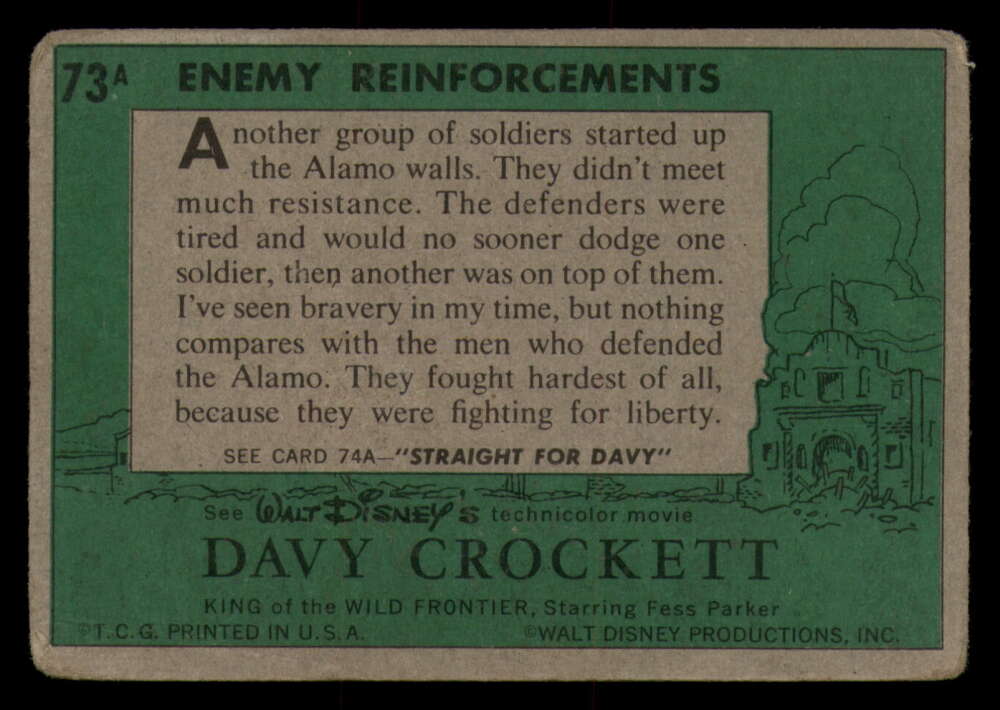 73A ENEMY REINFORCEMENTS
Another group of soldiers started up
the Alamo walls. They didn't meet
much resistance. The defenders were
tired and would no sooner dodge one
soldier, then another was on top of them.
I've seen bravery in my time, but nothing
compares with the men who defended
the Alamo. They fought hardest of all,
because they were fighting for liberty.
SEE CARD 74A—"STRAIGHT FOR DAVY"
See WALT DISNEY'S technicolor movie
DAVY CROCKETT
KING of the WILD FRONTIER, Starring Fess Parker
©T.C.G. PRINTED IN U.S.A. ©WALT DISNEY PRODUCTIONS, INC.